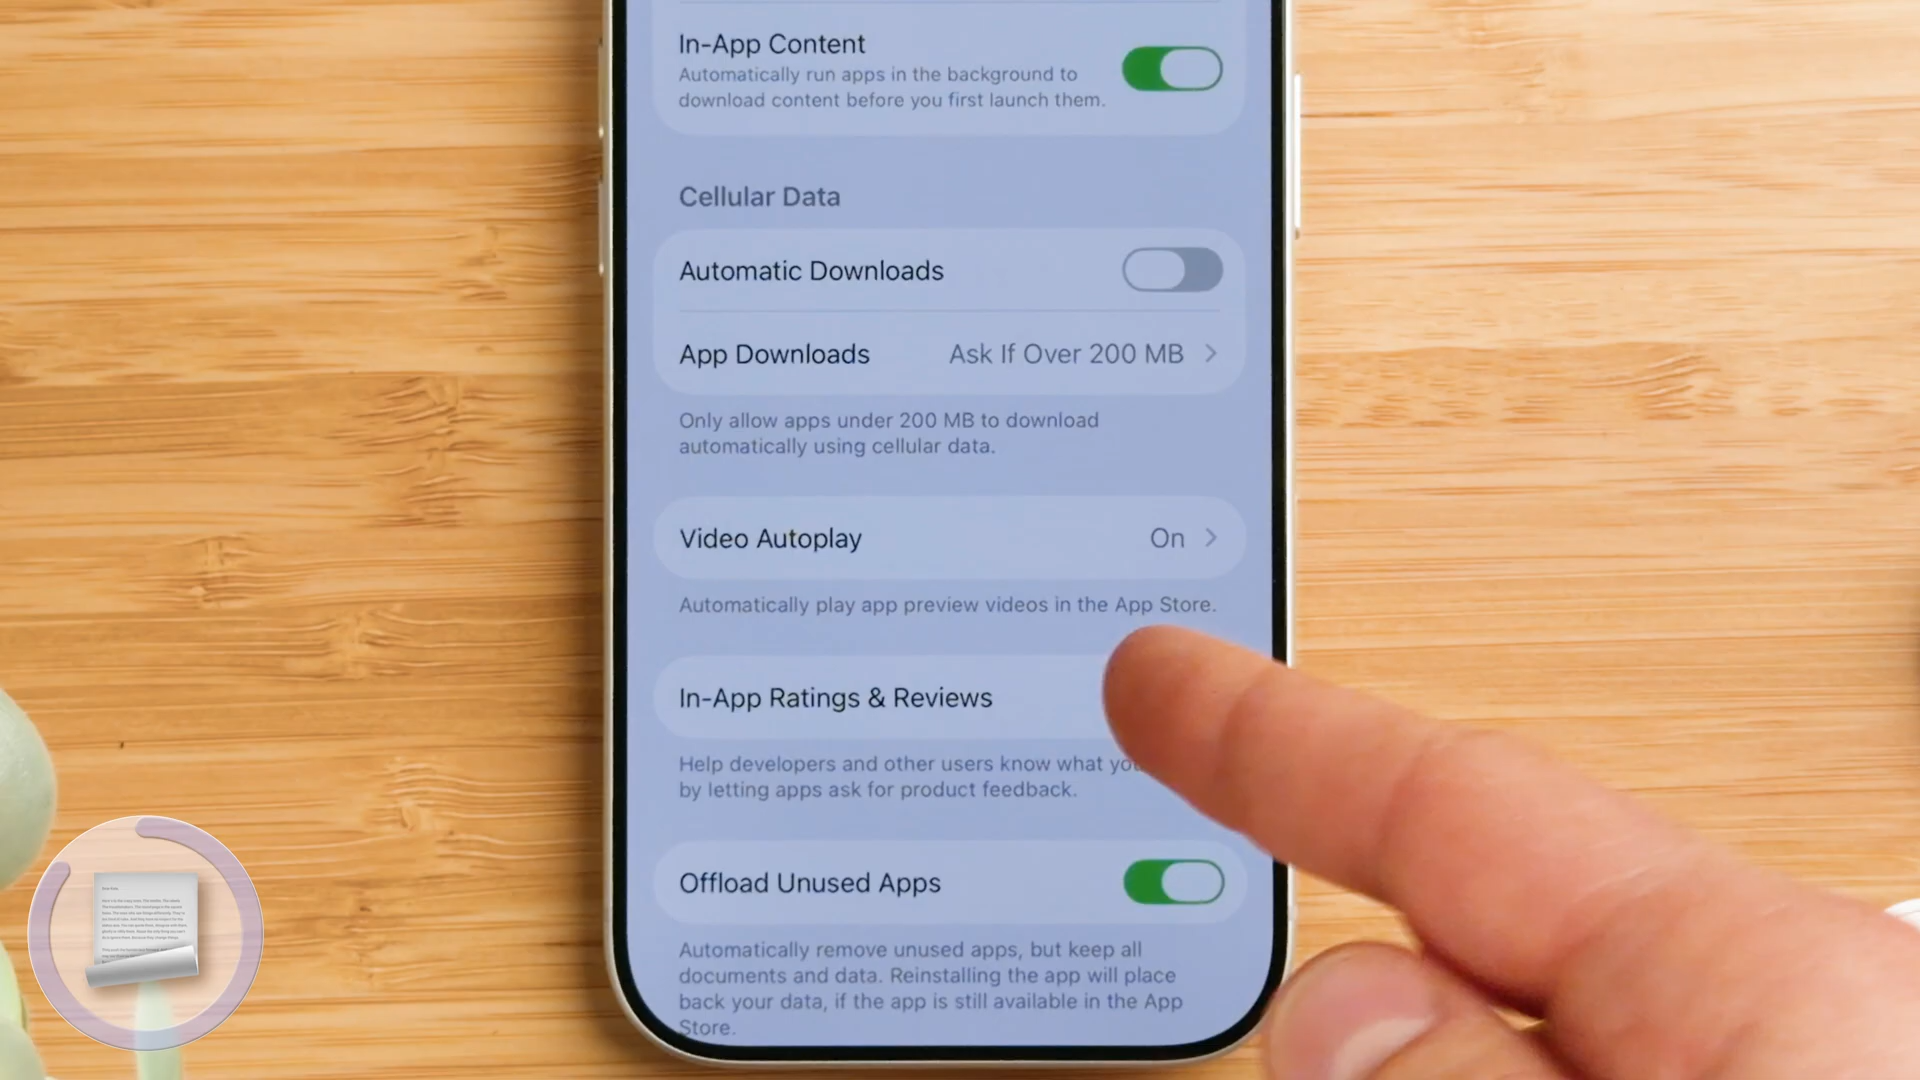 In-App Content
Automatically run apps in the background to
download content before you first launch them.
Cellular Data
Automatic Downloads
App Downloads Ask If Over 200 MB
Only allow apps under 200 MB to download
automatically using cellular data.
Video Autoplay On
Automatically play app preview videos in the App Store.
In-App Ratings & Reviews
Help developers and other users know what
by letting apps ask for product feedback.
Offload Unused Apps
Automatically remove unused apps, but keep all
documents and data. Reinstalling the app will place
back your data, if the app is still available in the App
Store.